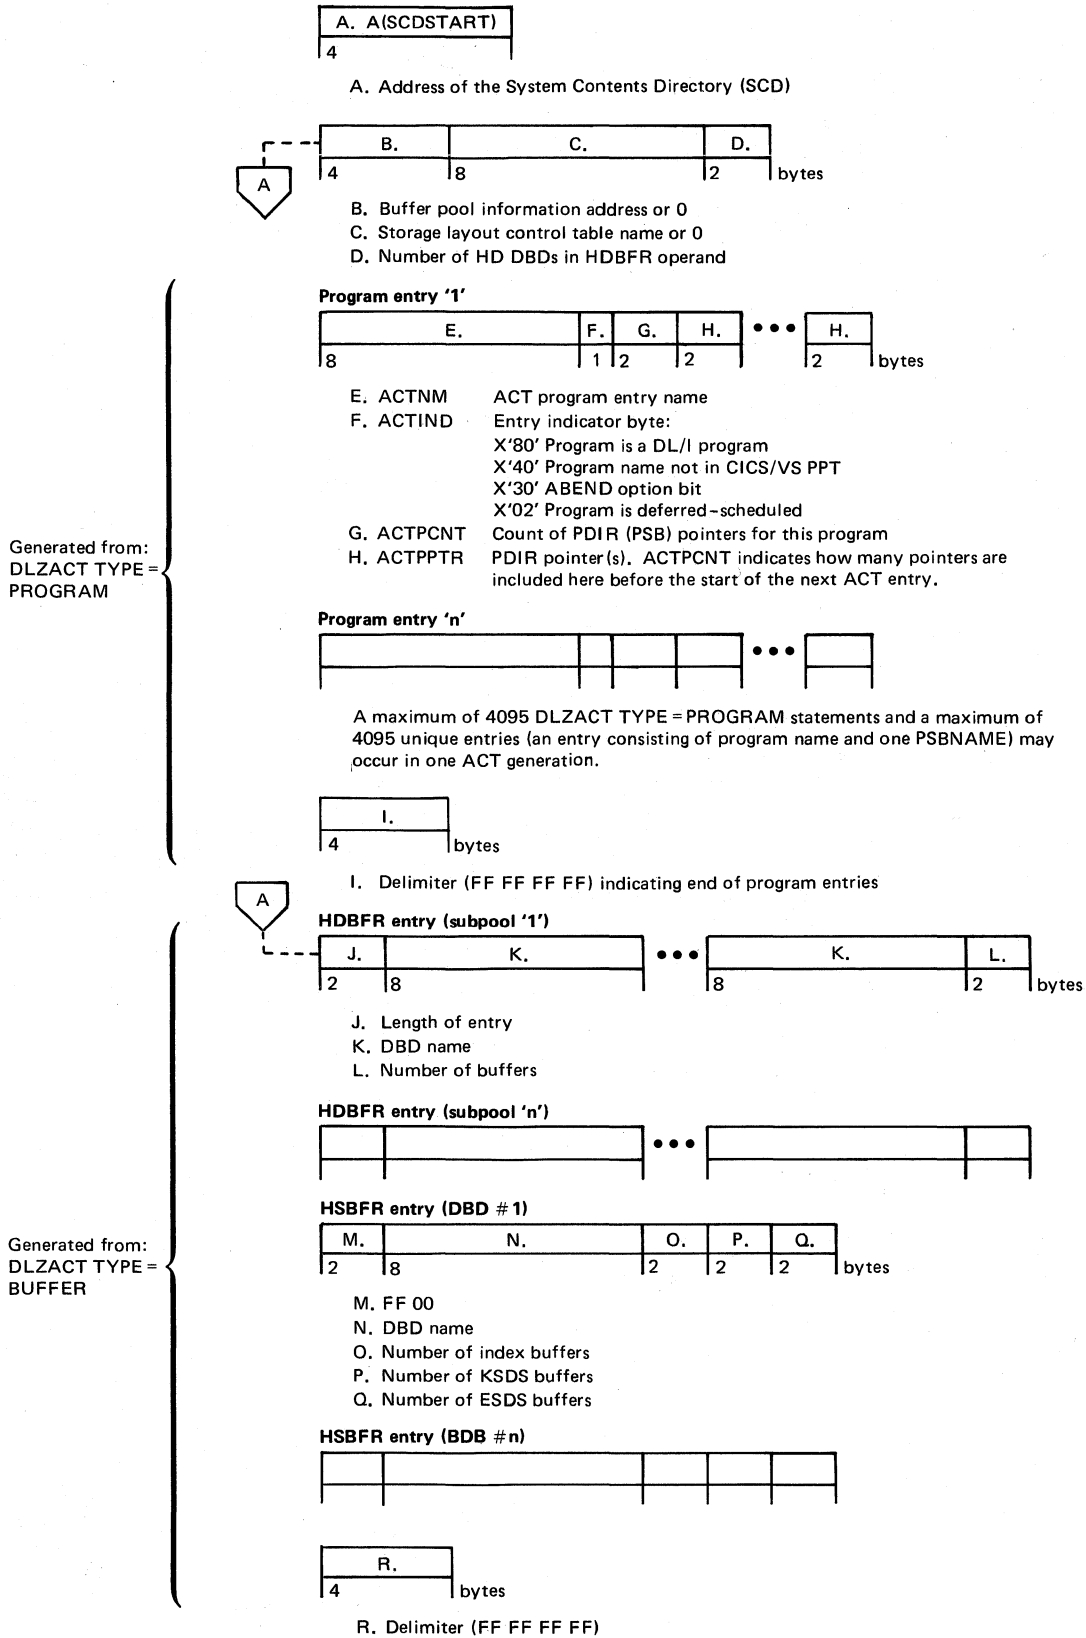 A. A(SCDSTART)
4
A. Address of the System Contents Directory (SCD)
B. C. D.
4 8 2 bytes
A
B. Buffer pool information address or 0
C. Storage layout control table name or 0
D. Number of HD DBDs in HDBFR operand
Program entry '1'
E. F. G. H. ••• H.
8 1 2 2 2 bytes
E. ACTNM ACT program entry name
F. ACTIND Entry indicator byte:
X'80' Program is a DL/I program
X'40' Program name not in CICS/VS PPT
X'30' ABEND option bit
X'02' Program is deferred-scheduled
G. ACTPCNT Count of PDIR (PSB) pointers for this program
H. ACTPPTR PDIR pointer(s). ACTPCNT indicates how many pointers are
included here before the start of the next ACT entry.
Generated from:
DLZACT TYPE =
PROGRAM
Program entry 'n'
•••
A maximum of 4095 DLZACT TYPE = PROGRAM statements and a maximum of
4095 unique entries (an entry consisting of program name and one PSBNAME) may
occur in one ACT generation.
I.
4 bytes
I. Delimiter (FF FF FF FF) indicating end of program entries
A
HDBFR entry (subpool '1')
J. K. ••• K. L.
2 8 8 2 bytes
J. Length of entry
K. DBD name
L. Number of buffers
HDBFR entry (subpool 'n')
•••
HSBFR entry (DBD #1)
M. N. O. P. Q.
2 8 2 2 2 bytes
Generated from:
DLZACT TYPE =
BUFFER
M. FF 00
N. DBD name
O. Number of index buffers
P. Number of KSDS buffers
Q. Number of ESDS buffers
HSBFR entry (BDB #n)
R.
4 bytes
R. Delimiter (FF FF FF FF)